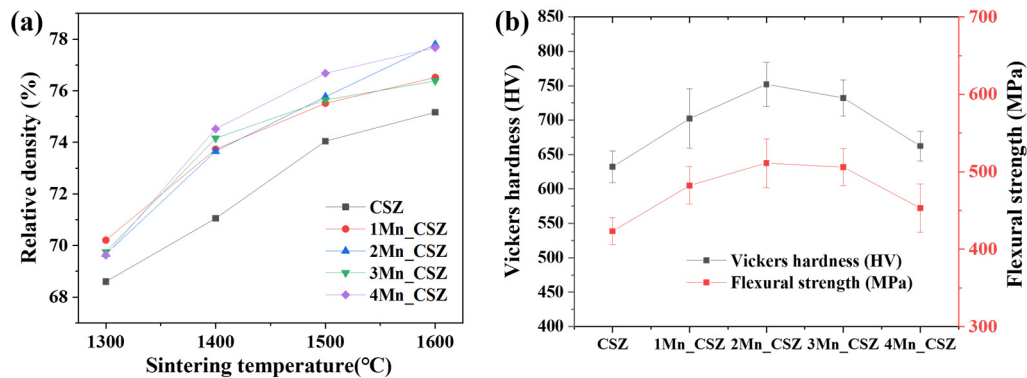 (a)
Relative density (%)
78
76
74
72
70
68
1300
1400
1500
1600
Sintering temperature(℃)
CSZ
1Mn_CSZ
2Mn_CSZ
3Mn_CSZ
4Mn_CSZ
(b)
Vickers hardness (HV)
850
800
750
700
650
600
550
500
450
400
CSZ
1Mn_CSZ
2Mn_CSZ
3Mn_CSZ
4Mn_CSZ
Vickers hardness (HV)
Flexural strength (MPa)
700
600
500
400
300
Flexural strength (MPa)